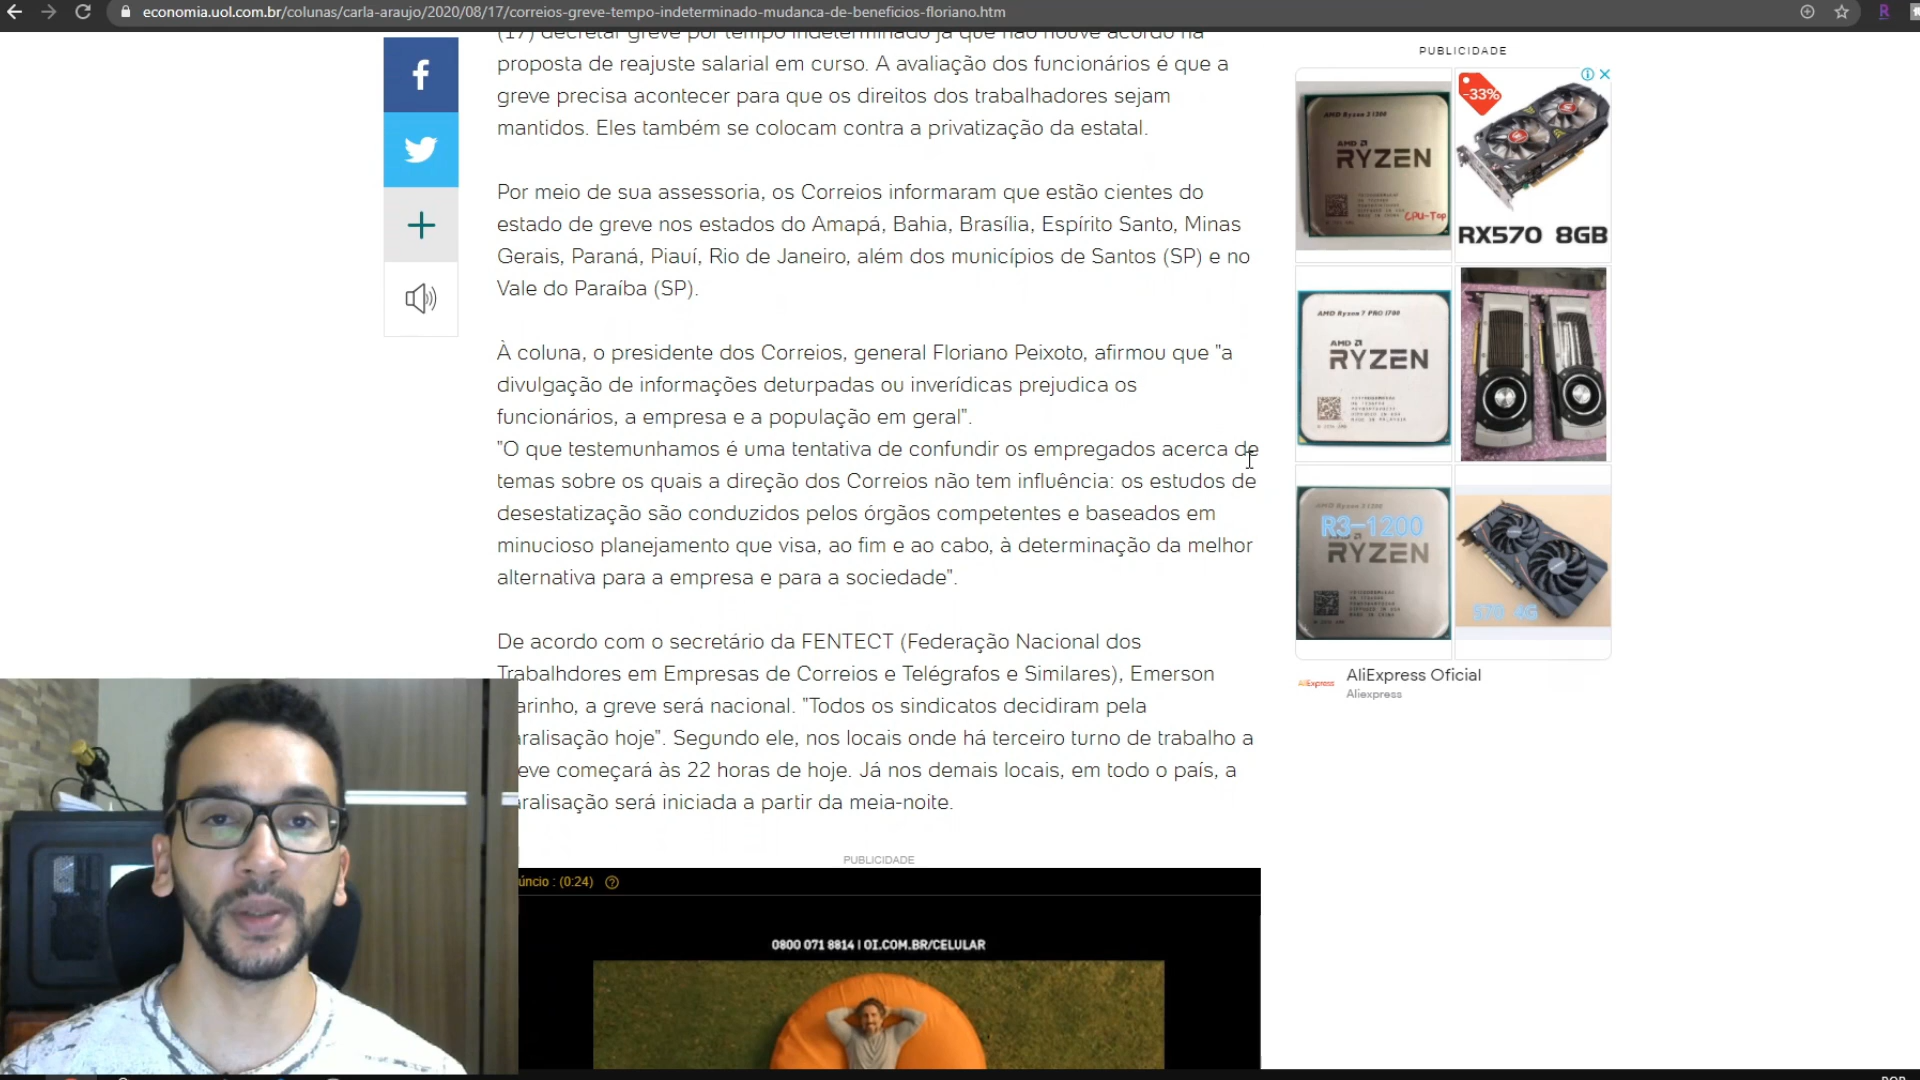 economia.uol.com.br/colunas/carla-araujo/2020/08/17/correios-greve-tempo-indeterminado-mudanca-de-beneficios-floriano.htm
(17) decretar greve por tempo indeterminado já que não houve acordo na
proposta de reajuste salarial em curso. A avaliação dos funcionários é que a
greve precisa acontecer para que os direitos dos trabalhadores sejam
mantidos. Eles também se colocam contra a privatização da estatal.
Por meio de sua assessoria, os Correios informaram que estão cientes do
estado de greve nos estados do Amapá, Bahia, Brasília, Espírito Santo, Minas
Gerais, Paraná, Piauí, Rio de Janeiro, além dos municípios de Santos (SP) e no
Vale do Paraíba (SP).
À coluna, o presidente dos Correios, general Floriano Peixoto, afirmou que "a
divulgação de informações deturpadas ou inverídicas prejudica os
funcionários, a empresa e a população em geral".
"O que testemunhamos é uma tentativa de confundir os empregados acerca de
temas sobre os quais a direção dos Correios não tem influência: os estudos de
desestatização são conduzidos pelos órgãos competentes e baseados em
minucioso planejamento que visa, ao fim e ao cabo, à determinação da melhor
alternativa para a empresa e para a sociedade".
De acordo com o secretário da FENTECT (Federação Nacional dos
Trabalhdores em Empresas de Correios e Telégrafos e Similares), Emerson
arinho, a greve será nacional. "Todos os sindicatos decidiram pela
aralisação hoje". Segundo ele, nos locais onde há terceiro turno de trabalho a
eve começará às 22 horas de hoje. Já nos demais locais, em todo o país, a
aralisação será iniciada a partir da meia-noite.
PUBLICIDADE
úncio : (0:24)
0800 071 8814 | OI.COM.BR/CELULAR
PUBLICIDADE
AMD Ryzen 3 1200
AMD
RYZEN
CPU-Top
-33%
RX570 8GB
AMD Ryzen 7 PRO 1700
AMD
RYZEN
AMD Ryzen 3 1200
R3-1200
RYZEN
570 4G
AliExpress
AliExpress Oficial
Aliexpress